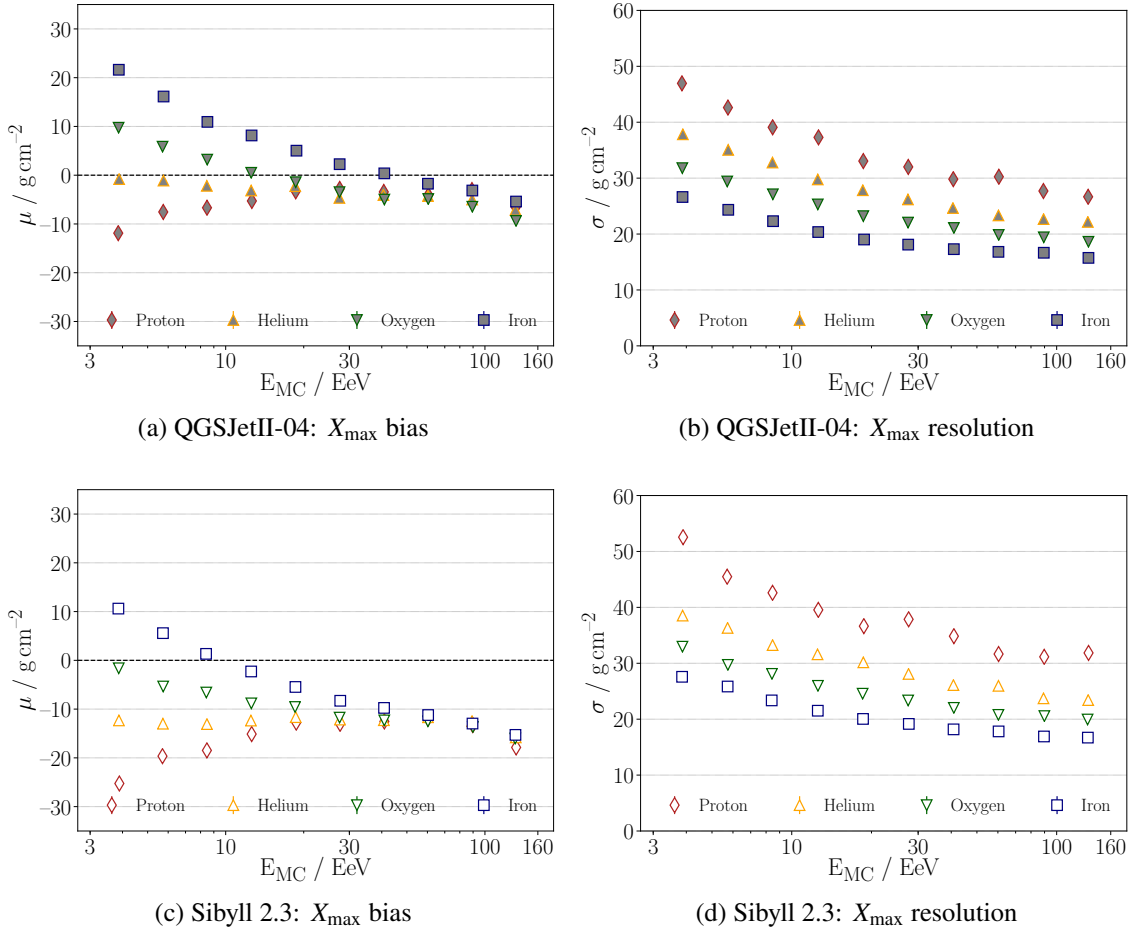 30
20
10
0
−10
−20
−30
μ / g cm⁻²
Proton Helium Oxygen Iron
3 10 30 100 160
E_MC / EeV
(a) QGSJetII-04: X_max bias
60
50
40
30
20
10
0
σ / g cm⁻²
Proton Helium Oxygen Iron
3 10 30 100 160
E_MC / EeV
(b) QGSJetII-04: X_max resolution
30
20
10
0
−10
−20
−30
μ / g cm⁻²
Proton Helium Oxygen Iron
3 10 30 100 160
E_MC / EeV
(c) Sibyll 2.3: X_max bias
60
50
40
30
20
10
0
σ / g cm⁻²
Proton Helium Oxygen Iron
3 10 30 100 160
E_MC / EeV
(d) Sibyll 2.3: X_max resolution